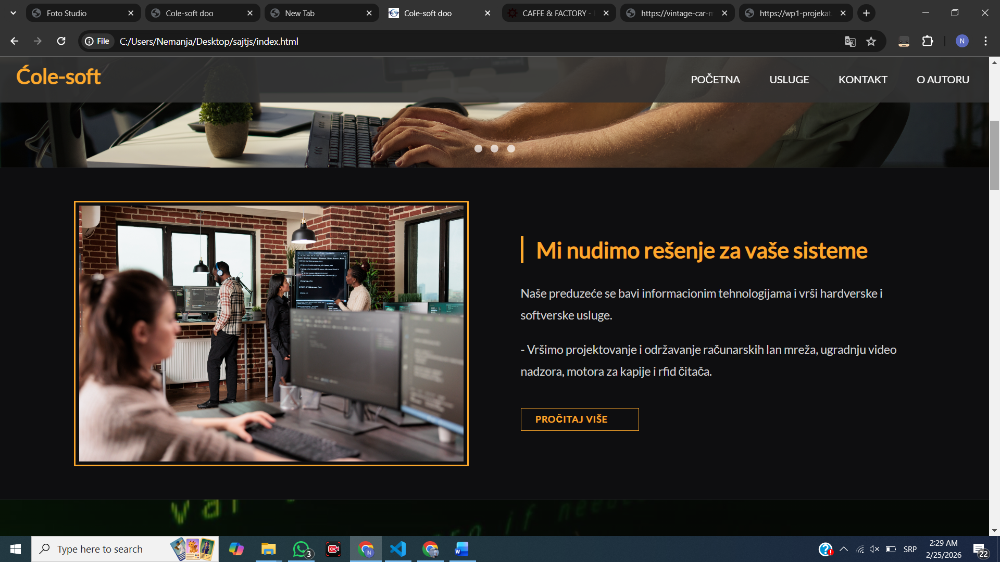 Foto Studio
Cole-soft doo
New Tab
Cole-soft doo
CAFFE & FACTORY -
https://vintage-car-m
https://wp1-projekat
File
C:/Users/Nemanja/Desktop/sajtjs/index.html
N
Ćole-soft
POČETNA
USLUGE
KONTAKT
O AUTORU
Mi nudimo rešenje za vaše sisteme
Naše preduzeće se bavi informacionim tehnologijama i vrši hardverske i
softverske usluge.
- Vršimo projektovanje i održavanje računarskih lan mreža, ugradnju video
nadzora, motora za kapije i rfid čitača.
PROČITAJ VIŠE
var
if needed
Type here to search
3
N
SRP
2:29 AM
2/25/2026
22